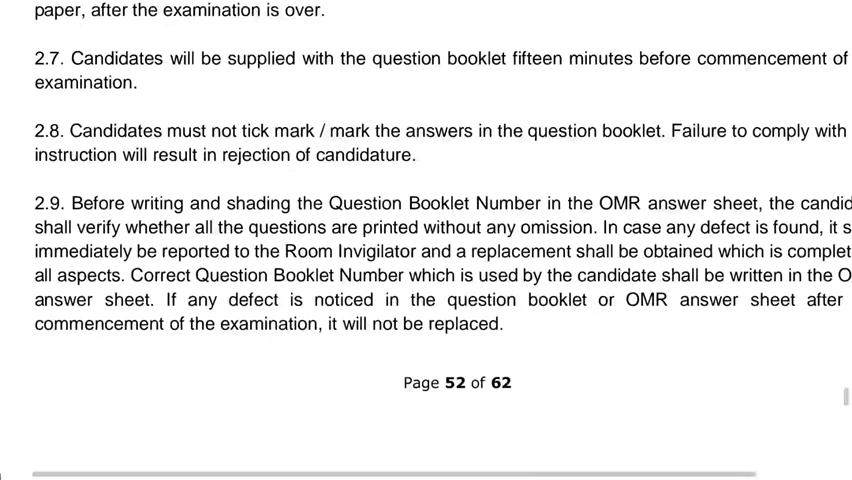 paper, after the examination is over.
2.7. Candidates will be supplied with the question booklet fifteen minutes before commencement of
examination.
2.8. Candidates must not tick mark / mark the answers in the question booklet. Failure to comply with
instruction will result in rejection of candidature.
2.9. Before writing and shading the Question Booklet Number in the OMR answer sheet, the candid
shall verify whether all the questions are printed without any omission. In case any defect is found, it s
immediately be reported to the Room Invigilator and a replacement shall be obtained which is complet
all aspects. Correct Question Booklet Number which is used by the candidate shall be written in the O
answer sheet. If any defect is noticed in the question booklet or OMR answer sheet after
commencement of the examination, it will not be replaced.
Page 52 of 62